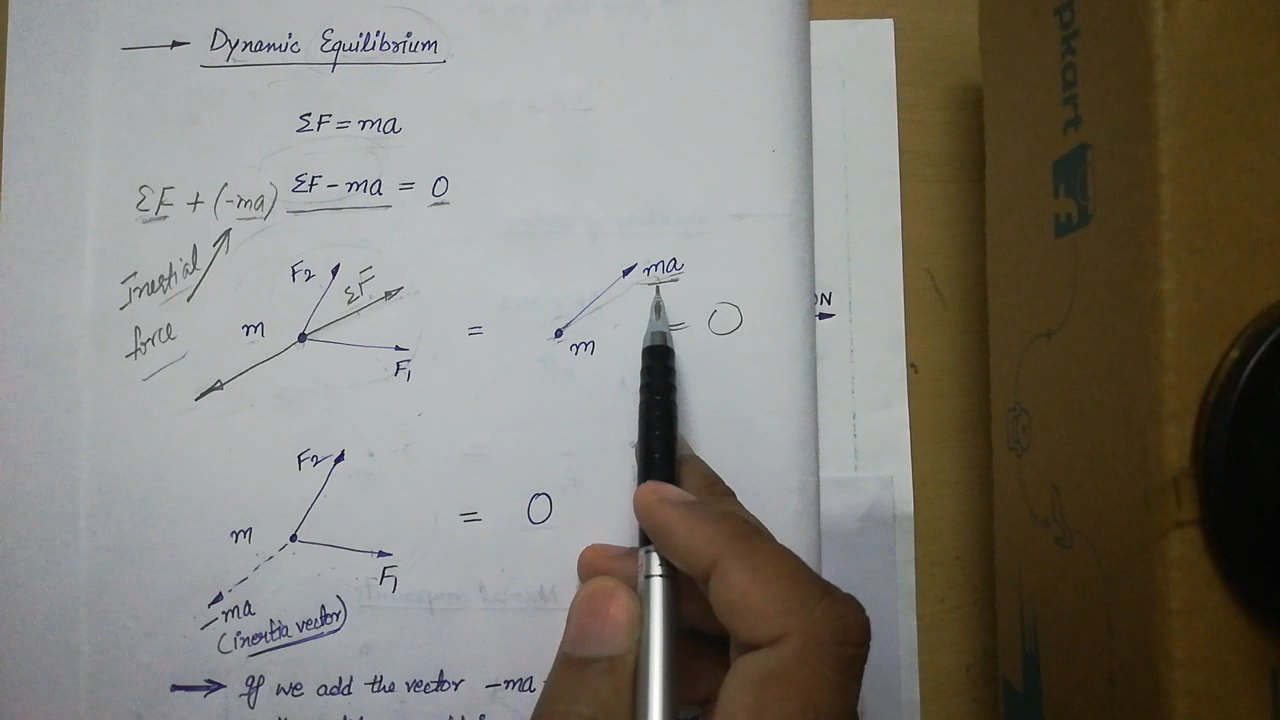 Dynamic Equilibrium
ΣF = ma
ΣF + (-ma) ΣF - ma = 0
Inertial force
F2 ΣF
m
F1
=
ma
m
= 0
N
F2
m
F1
= 0
-ma
(inertia vector)
If we add the vector -ma
pkart